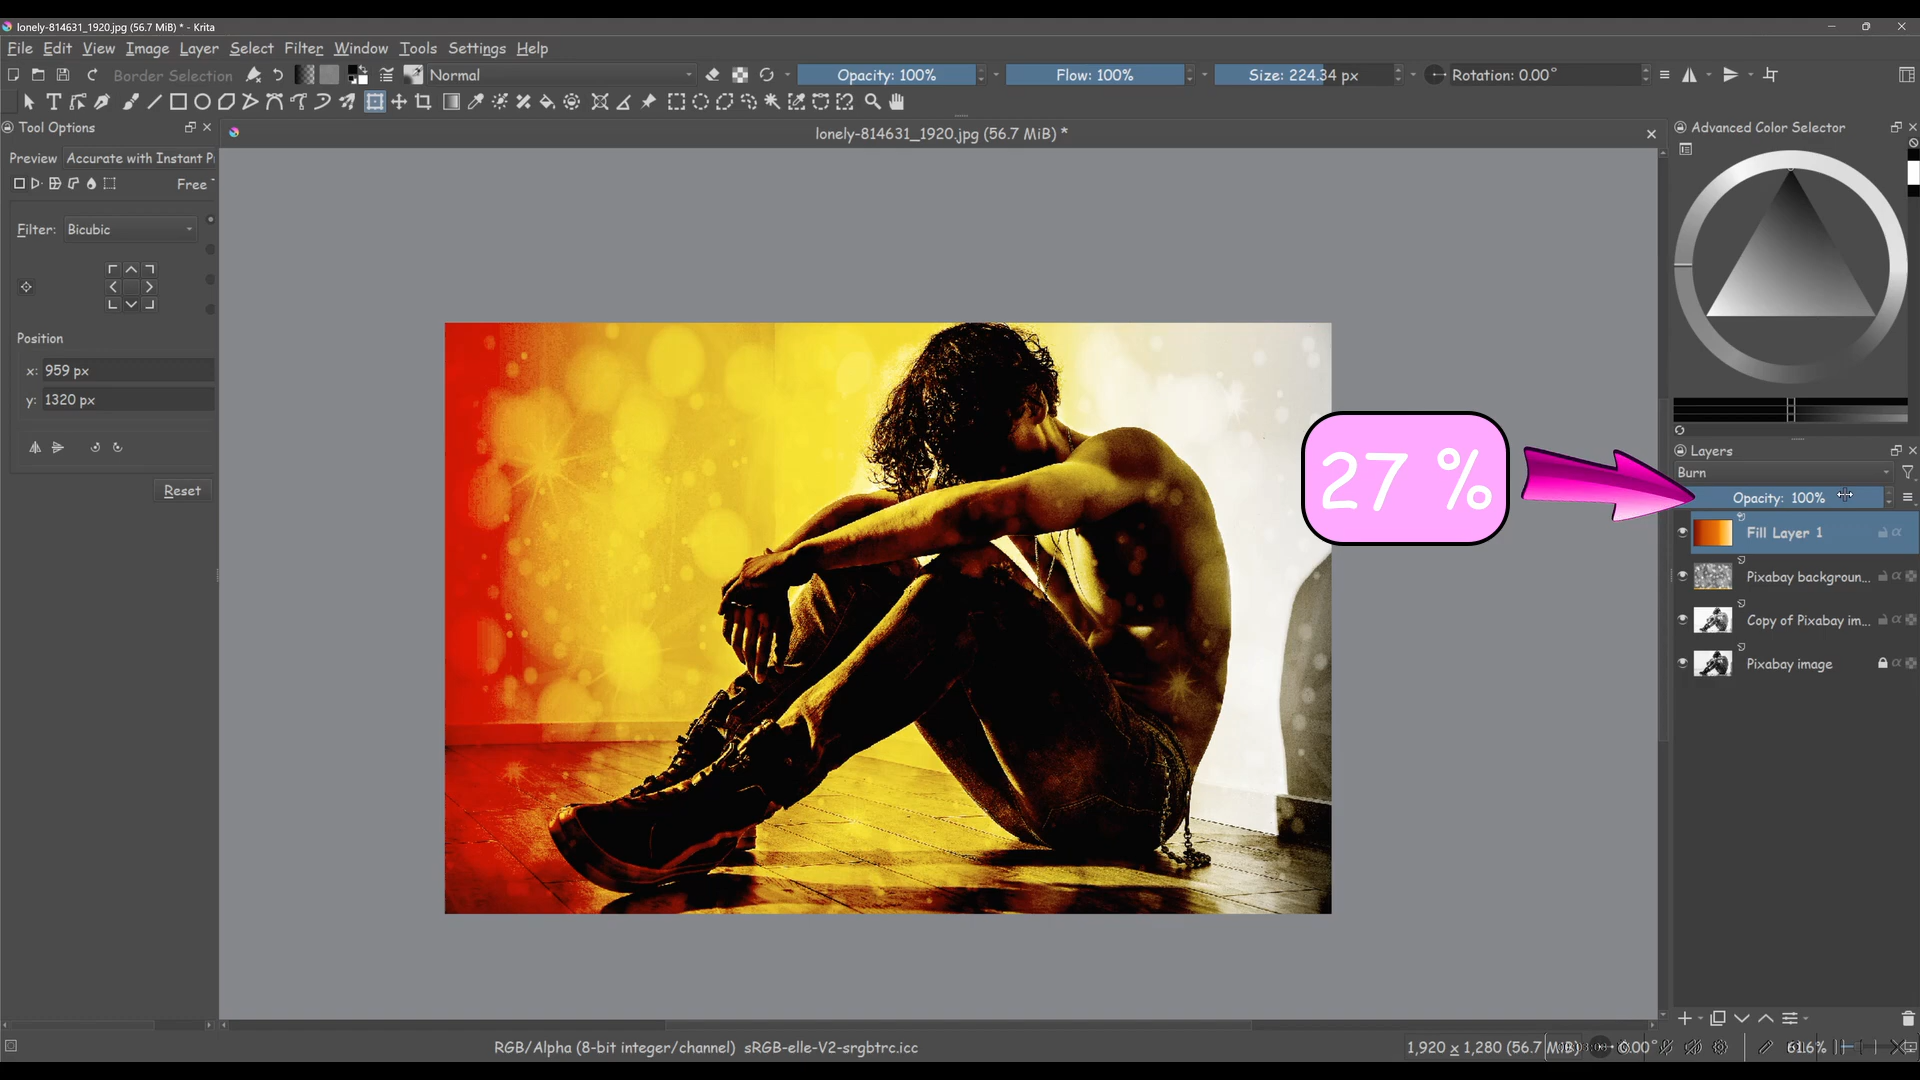 lonely-814631_1920.jpg (56.7 MiB) * - Krita
File Edit View Image Layer Select Filter Window Tools Settings Help
Border Selection Normal Opacity: 100% Flow: 100% Size: 224.34 px Rotation: 0.00°
Tool Options
lonely-814631_1920.jpg (56.7 MiB) *
Advanced Color Selector
Preview Accurate with Instant P
Free
Filter: Bicubic
Position
x: 959 px
y: 1320 px
Reset
27 %
Layers
Burn
Opacity: 100%
Fill Layer 1
Pixabay backgroun...
Copy of Pixabay im...
Pixabay image
RGB/Alpha (8-bit integer/channel) sRGB-elle-V2-srgbtrc.icc
1,920 x 1,280 (56.7 MiB)